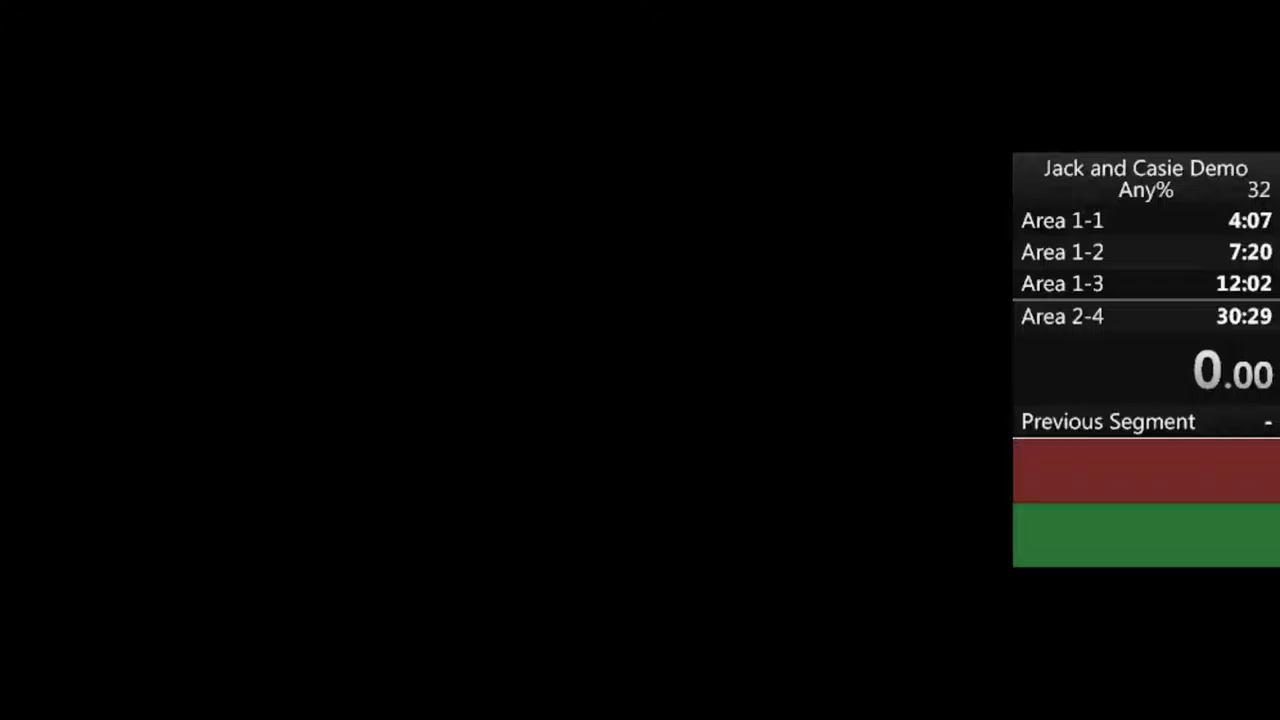 Jack and Casie Demo
Any% 32
Area 1-1 4:07
Area 1-2 7:20
Area 1-3 12:02
Area 2-4 30:29
0.00
Previous Segment -